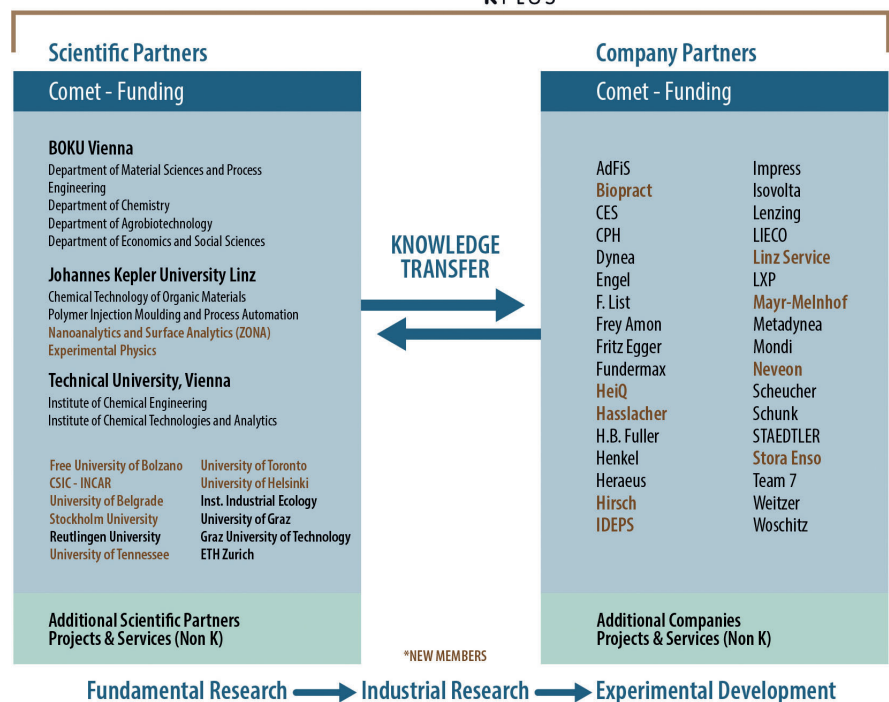 KPLUS
Scientific Partners
Comet - Funding
BOKU Vienna
Department of Material Sciences and Process
Engineering
Department of Chemistry
Department of Agrobiotechnology
Department of Economics and Social Sciences
Johannes Kepler University Linz
Chemical Technology of Organic Materials
Polymer Injection Moulding and Process Automation
Nanoanalytics and Surface Analytics (ZONA)
Experimental Physics
Technical University, Vienna
Institute of Chemical Engineering
Institute of Chemical Technologies and Analytics
Free University of Bolzano
CSIC - INCAR
University of Belgrade
Stockholm University
Reutlingen University
University of Tennessee
University of Toronto
University of Helsinki
Inst. Industrial Ecology
University of Graz
Graz University of Technology
ETH Zurich
Additional Scientific Partners
Projects & Services (Non K)
KNOWLEDGE
TRANSFER
*NEW MEMBERS
Company Partners
Comet - Funding
AdFiS
Biopract
CES
CPH
Dynea
Engel
F. List
Frey Amon
Fritz Egger
Fundermax
HeiQ
Hasslacher
H.B. Fuller
Henkel
Heraeus
Hirsch
IDEPS
Impress
Isovolta
Lenzing
LIECO
Linz Service
LXP
Mayr-Melnhof
Metadynea
Mondi
Neveon
Scheucher
Schunk
STAEDTLER
Stora Enso
Team 7
Weitzer
Woschitz
Additional Companies
Projects & Services (Non K)
Fundamental Research Industrial Research Experimental Development